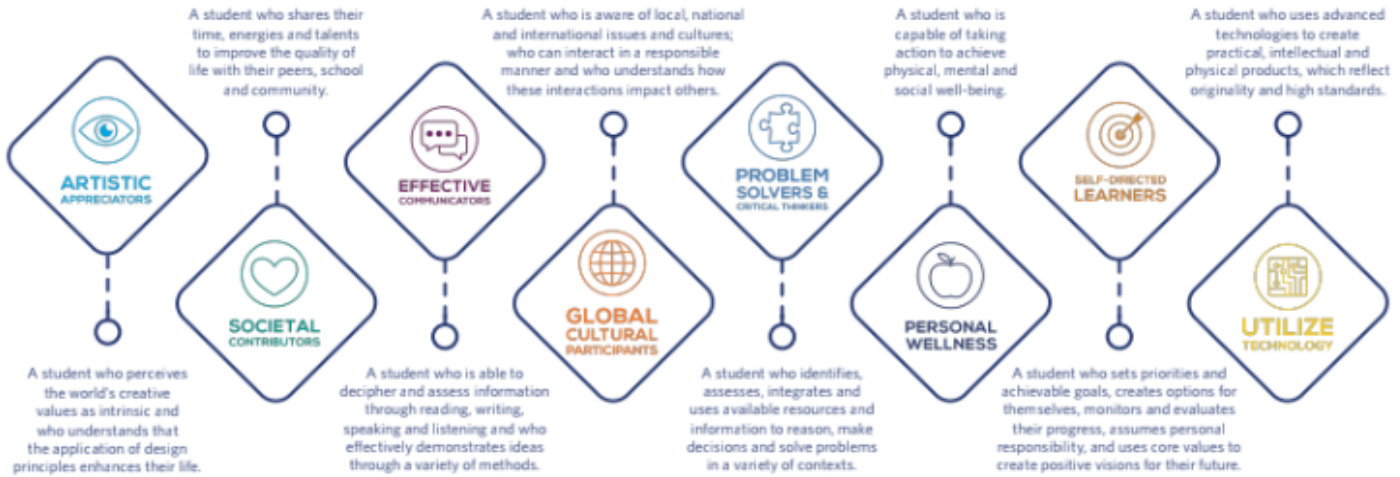 ARTISTIC
APPRECIATORS
A student who perceives
the world's creative
values as intrinsic and
who understands that
the application of design
principles enhances their life.
A student who shares their
time, energies and talents
to improve the quality of
life with their peers, school
and community.
SOCIETAL
CONTRIBUTORS
EFFECTIVE
COMMUNICATORS
A student who is able to
decipher and assess information
through reading, writing,
speaking and listening and who
effectively demonstrates ideas
through a variety of methods.
A student who is aware of local, national
and international issues and cultures;
who can interact in a responsible
manner and who understands how
these interactions impact others.
GLOBAL
CULTURAL
PARTICIPANTS
PROBLEM
SOLVERS &
CRITICAL THINKERS
A student who identifies,
assesses, integrates and
uses available resources and
information to reason, make
decisions and solve problems
in a variety of contexts.
A student who is
capable of taking
action to achieve
physical, mental and
social well-being.
PERSONAL
WELLNESS
SELF-DIRECTED
LEARNERS
A student who sets priorities and
achievable goals, creates options for
themselves, monitors and evaluates
their progress, assumes personal
responsibility, and uses core values to
create positive visions for their future.
A student who uses advanced
technologies to create
practical, intellectual and
physical products, which reflect
originality and high standards.
UTILIZE
TECHNOLOGY